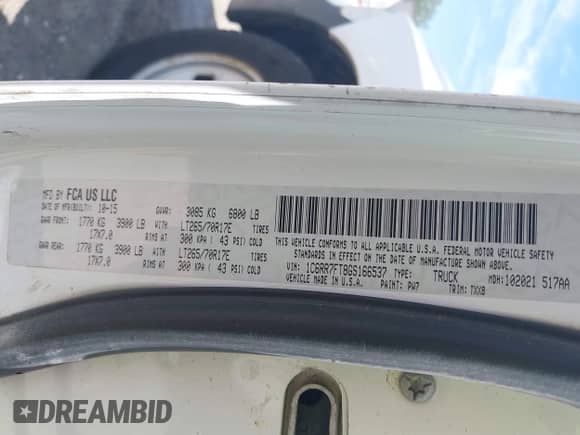 MFD BY FCA US LLC
DATE OF MFR(BUILT): 10-15 GVWR: 3085 KG 6800 LB
GAWR FRONT: 1770 KG 3900 LB WITH LT265/70R17E TIRES
17X7.0 RIMS AT 300 KPA ( 43 PSI) COLD
GAWR REAR: 1770 KG 3900 LB WITH LT265/70R17E TIRES
17X7.0 RIMS AT 300 KPA ( 43 PSI) COLD
THIS VEHICLE CONFORMS TO ALL APPLICABLE U.S.A. FEDERAL MOTOR VEHICLE SAFETY
STANDARDS IN EFFECT ON THE DATE OF MANUFACTURE SHOWN ABOVE.
VIN: 1C6RR7FT8GS166537 TYPE: TRUCK MDH:102021 517AA
VEHICLE MADE IN U.S.A. PAINT: PW7 TRIM: TXX8
DREAMBID